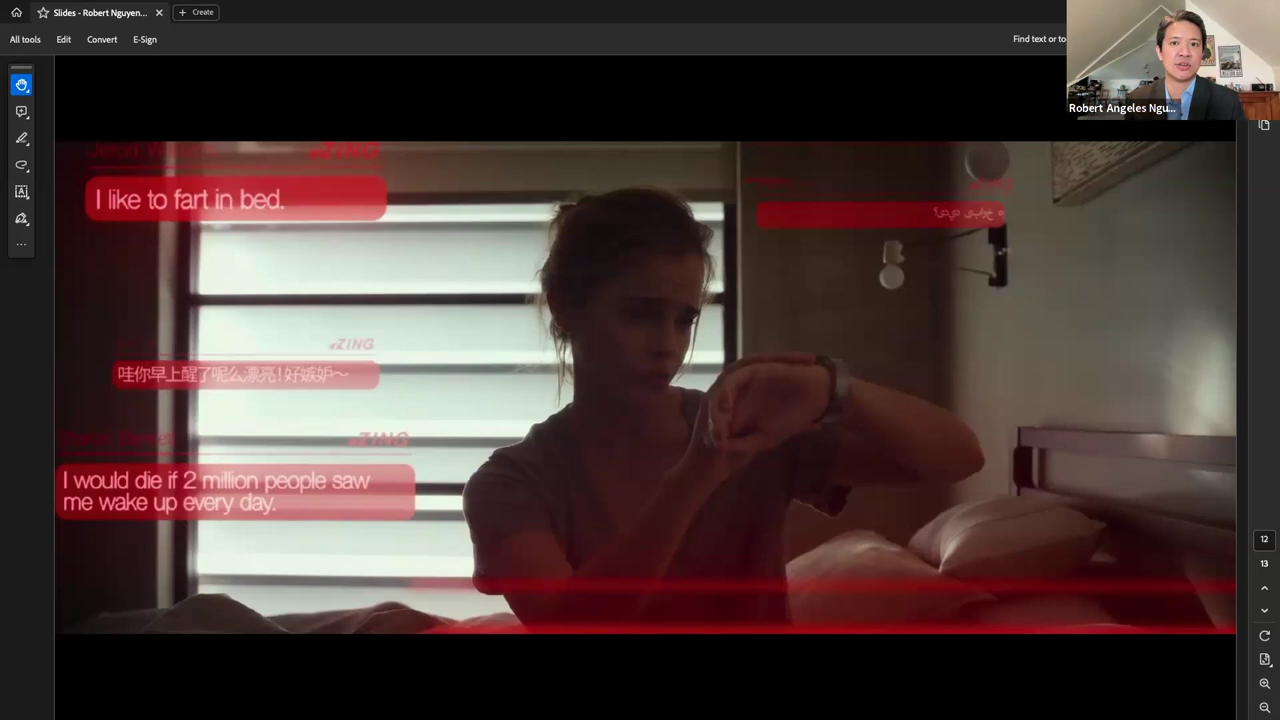 Slides - Robert Nguyen...
Create
All tools
Edit
Convert
E-Sign
Find text or to
Robert Angeles Ngu...
ZING
I like to fart in bed.
ZING
哇你早上醒了呢么漂亮!好嫉妒～
ZING
I would die if 2 million people saw
me wake up every day.
12
13